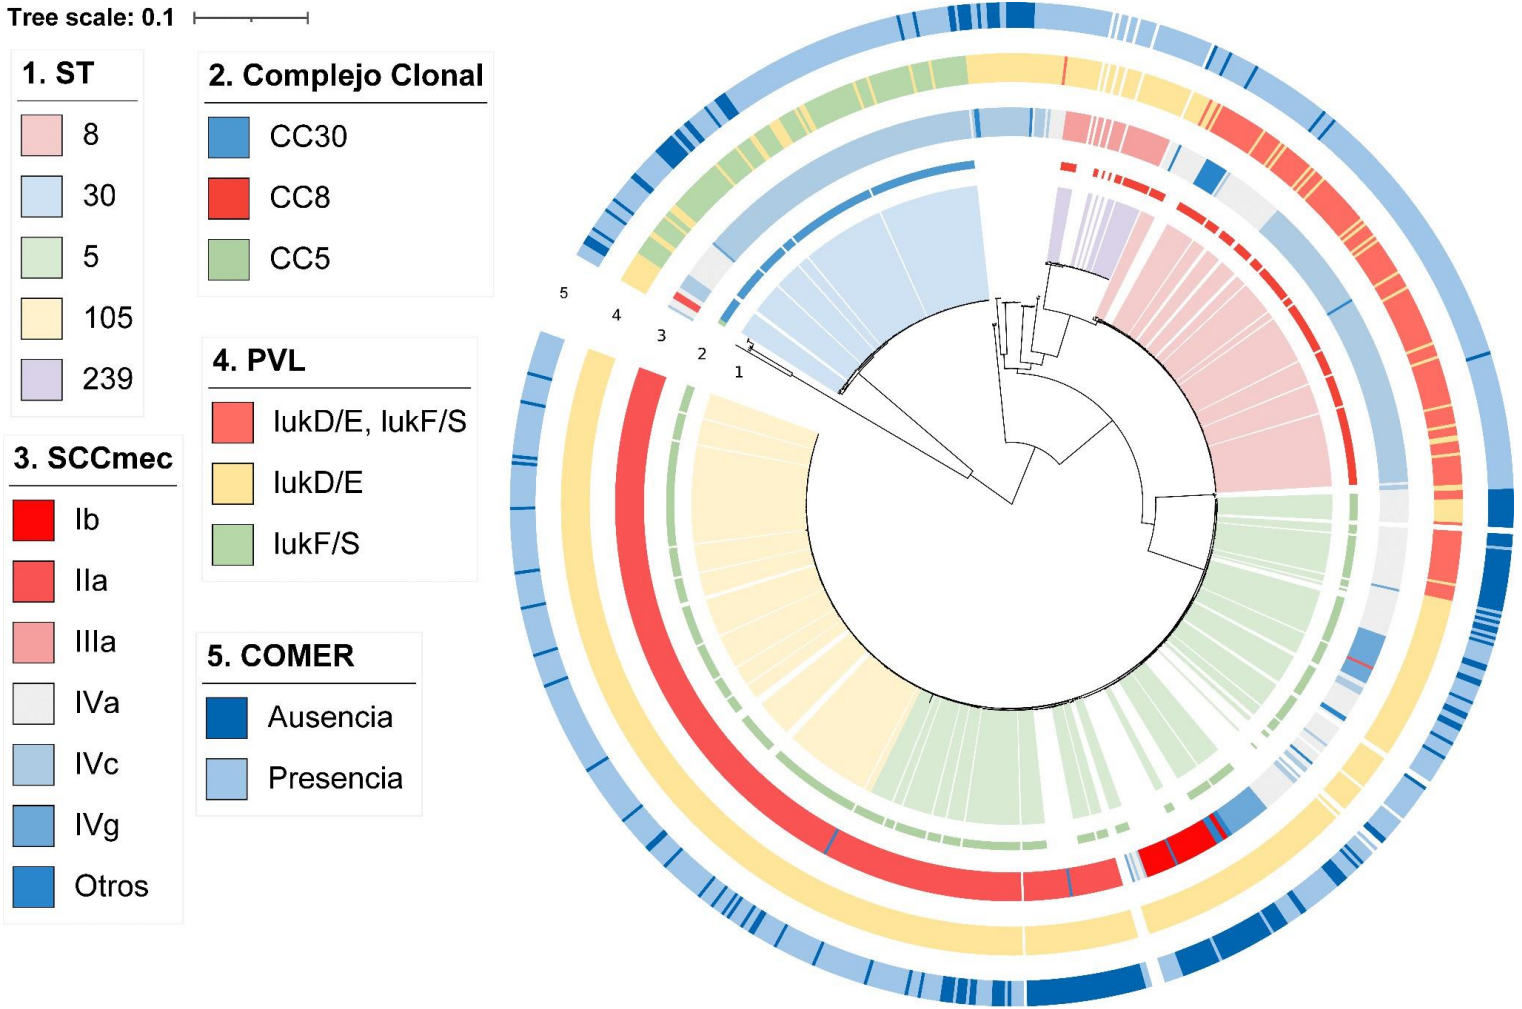 Tree scale: 0.1
1. ST
8
30
5
105
239
2. Complejo Clonal
CC30
CC8
CC5
3. SCCmec
Ib
IIa
IIIa
IVa
IVc
IVg
Otros
4. PVL
lukD/E, lukF/S
lukD/E
lukF/S
5. COMER
Ausencia
Presencia
5
4
3
2
1